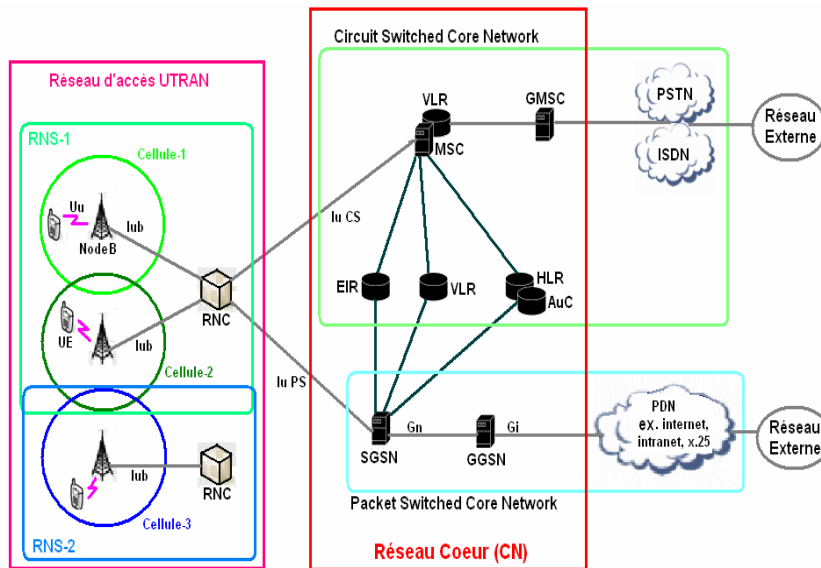 Circuit Switched Core Network
Réseau d'accès UTRAN
RNS-1
Cellule-1
Uu
Iub
NodeB
UE
Iub
Cellule-2
RNC
Iub
RNC
Cellule-3
RNS-2
Iu CS
Iu PS
VLR
MSC
GMSC
PSTN
ISDN
Réseau
Externe
EIR
VLR
HLR
AuC
SGSN
Gn
GGSN
Gi
PDN
ex. internet,
intranet, x.25
Réseau
Externe
Packet Switched Core Network
Réseau Coeur (CN)